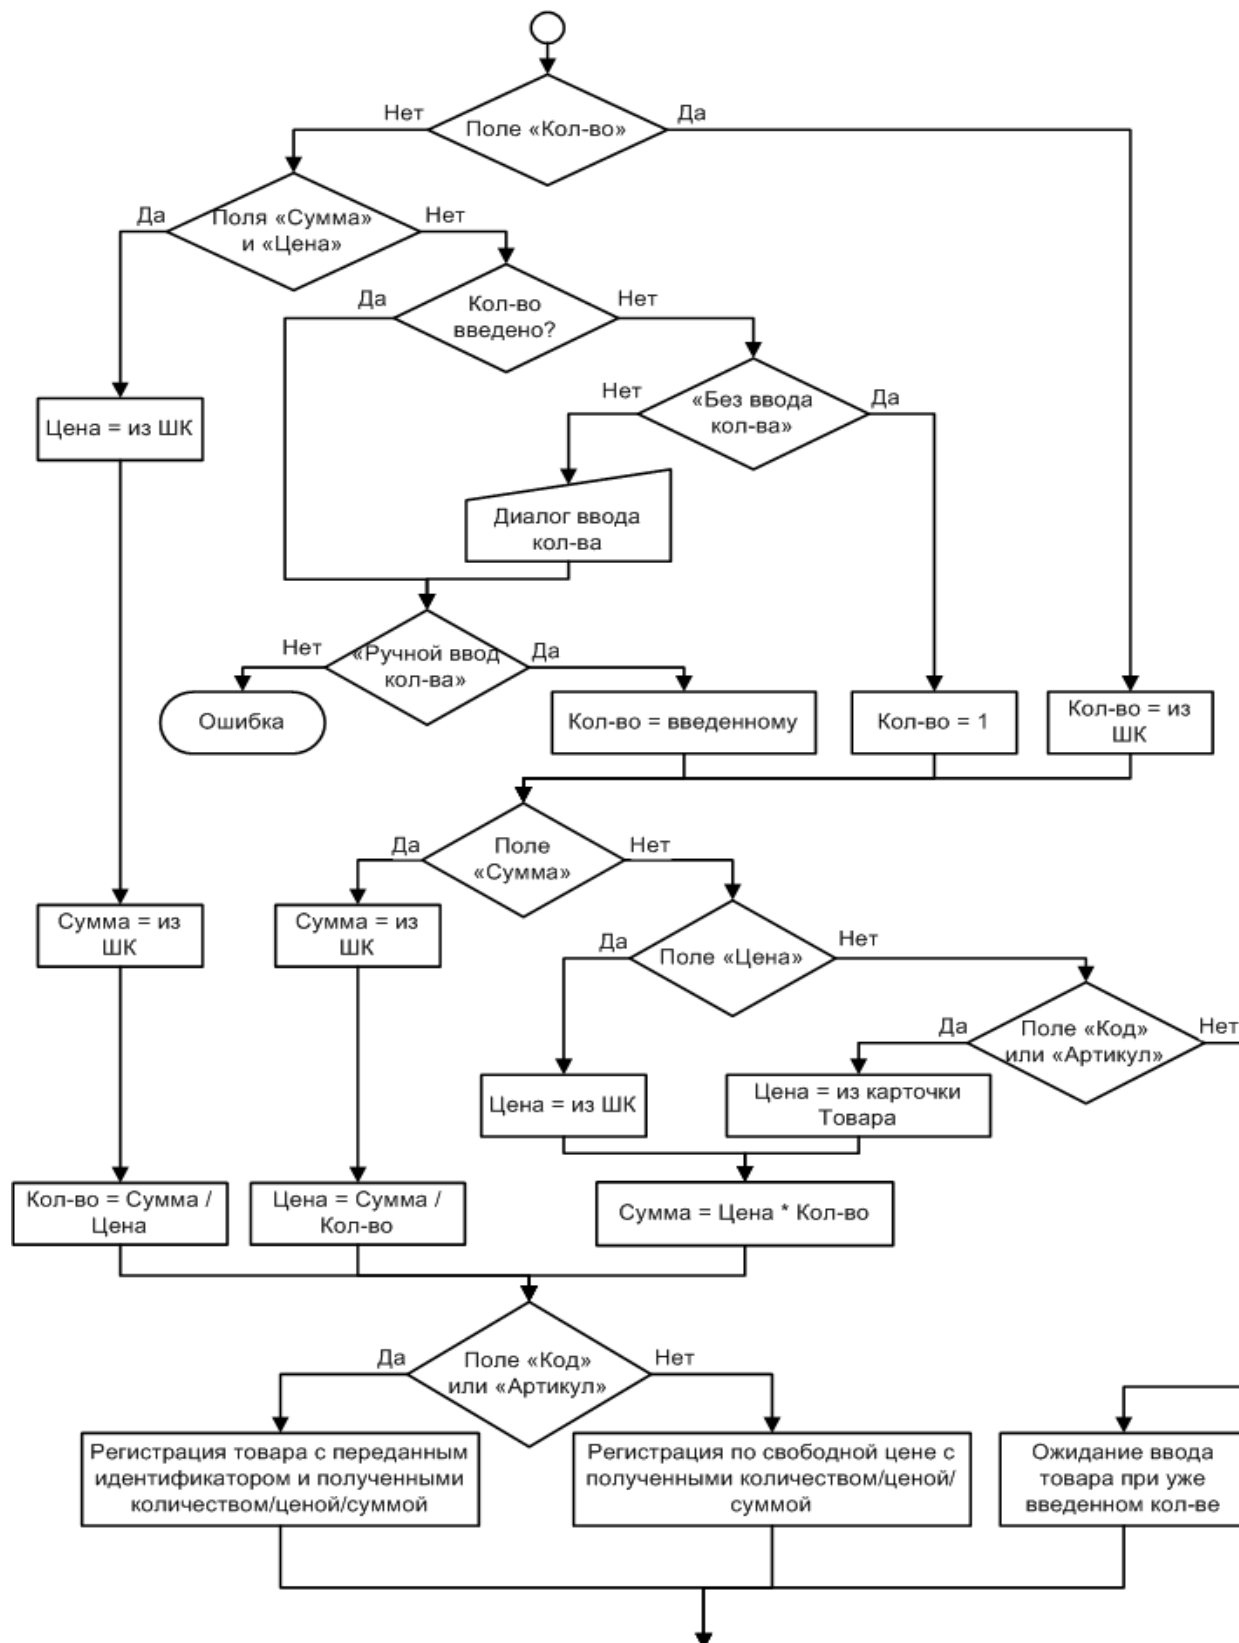 Нет
Да
Поле «Кол-во»
Да
Поля «Сумма»
и «Цена»
Нет
Да
Кол-во
введено?
Нет
Нет
«Без ввода
кол-ва»
Да
Цена = из ШК
Диалог ввода
кол-ва
Нет
«Ручной ввод
кол-ва»
Да
Ошибка
Кол-во = введенному
Кол-во = 1
Кол-во = из
ШК
Да
Поле
«Сумма»
Нет
Сумма = из
ШК
Сумма = из
ШК
Да
Поле «Цена»
Нет
Да
Поле «Код»
или «Артикул»
Нет
Цена = из ШК
Цена = из карточки
Товара
Кол-во = Сумма /
Цена
Цена = Сумма /
Кол-во
Сумма = Цена * Кол-во
Да
Поле «Код»
или «Артикул»
Нет
Регистрация товара с переданным
идентификатором и полученными
количеством/ценой/суммой
Регистрация по свободной цене с
полученными количеством/ценой/
суммой
Ожидание ввода
товара при уже
введенном кол-ве